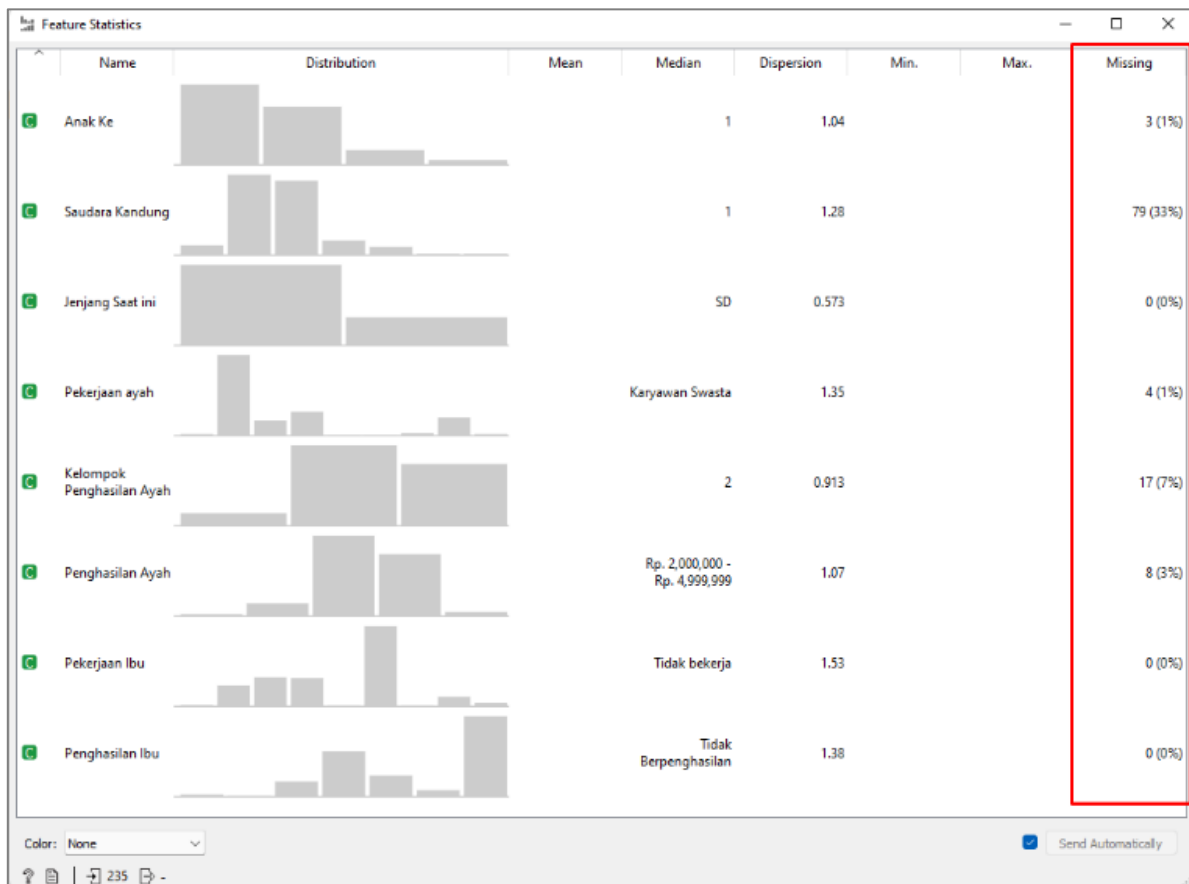 Feature Statistics
Name Distribution Mean Median Dispersion Min. Max. Missing
C Anak Ke 1 1.04 3 (1%)
C Saudara Kandung 1 1.28 79 (33%)
C Jenjang Saat ini SD 0.573 0 (0%)
C Pekerjaan ayah Karyawan Swasta 1.35 4 (1%)
C Kelompok
Penghasilan Ayah 2 0.913 17 (7%)
C Penghasilan Ayah Rp. 2,000,000 -
Rp. 4,999,999 1.07 8 (3%)
C Pekerjaan Ibu Tidak bekerja 1.53 0 (0%)
C Penghasilan Ibu Tidak
Berpenghasilan 1.38 0 (0%)
Color: None Send Automatically
? 235 -